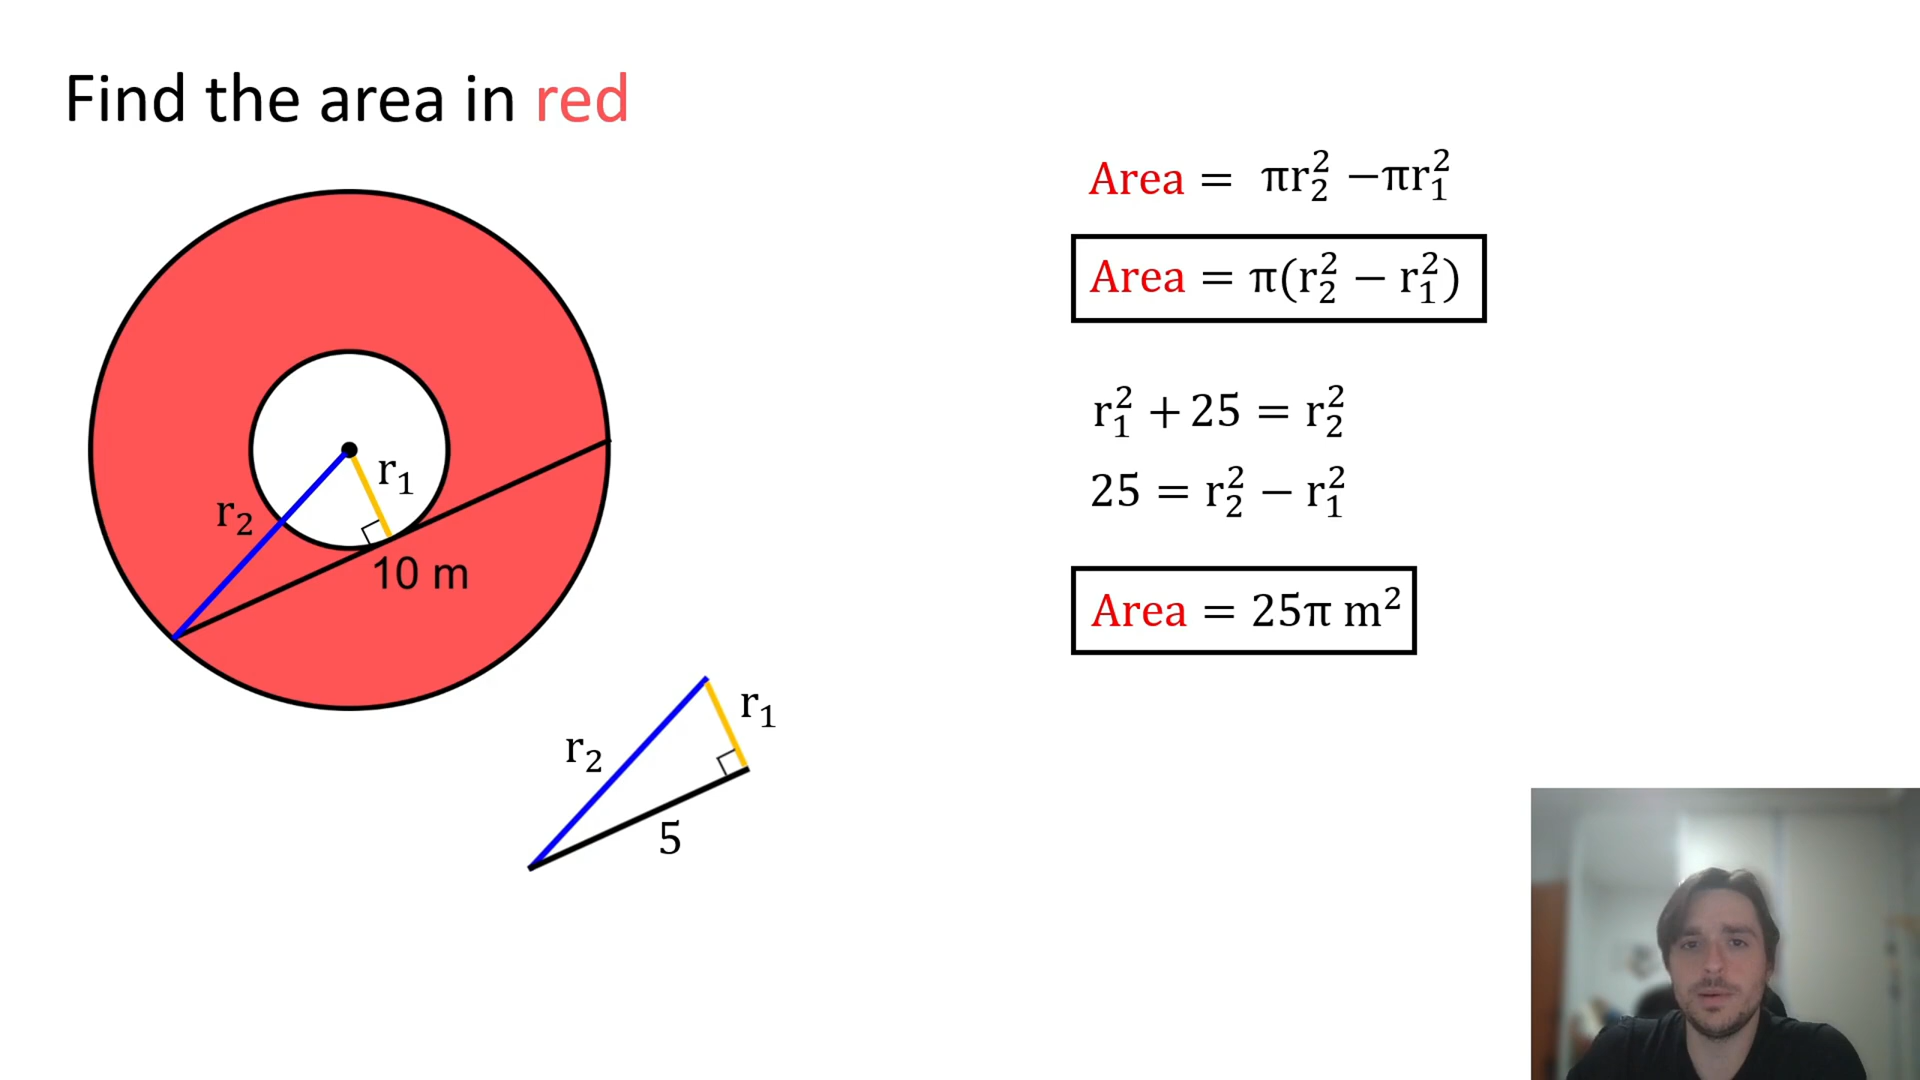 Find the area in red
Area = πr₂² −πr₁²
Area = π(r₂² − r₁²)
r₁² + 25 = r₂²
25 = r₂² − r₁²
Area = 25π m²
r₁
r₂
10 m
r₁
r₂
5